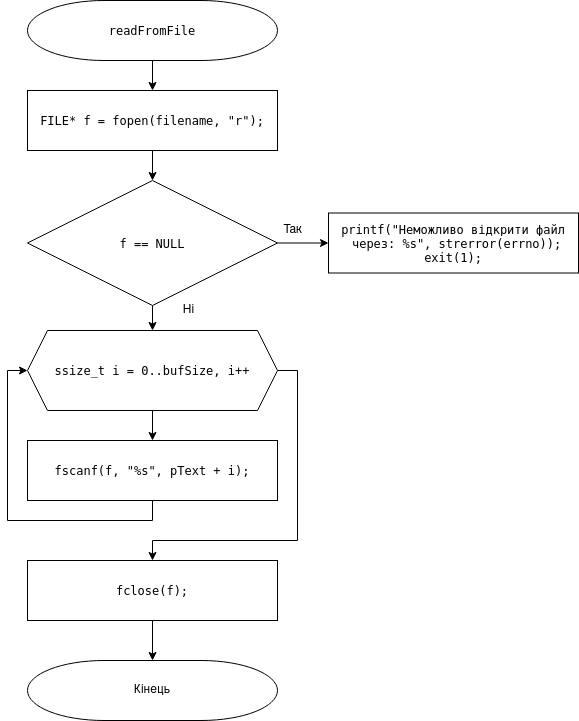 readFromFile
FILE* f = fopen(filename, "r");
f == NULL
Так
printf("Неможливо відкрити файл
через: %s", strerror(errno));
exit(1);
Ні
ssize_t i = 0..bufSize, i++
fscanf(f, "%s", pText + i);
fclose(f);
Кінець